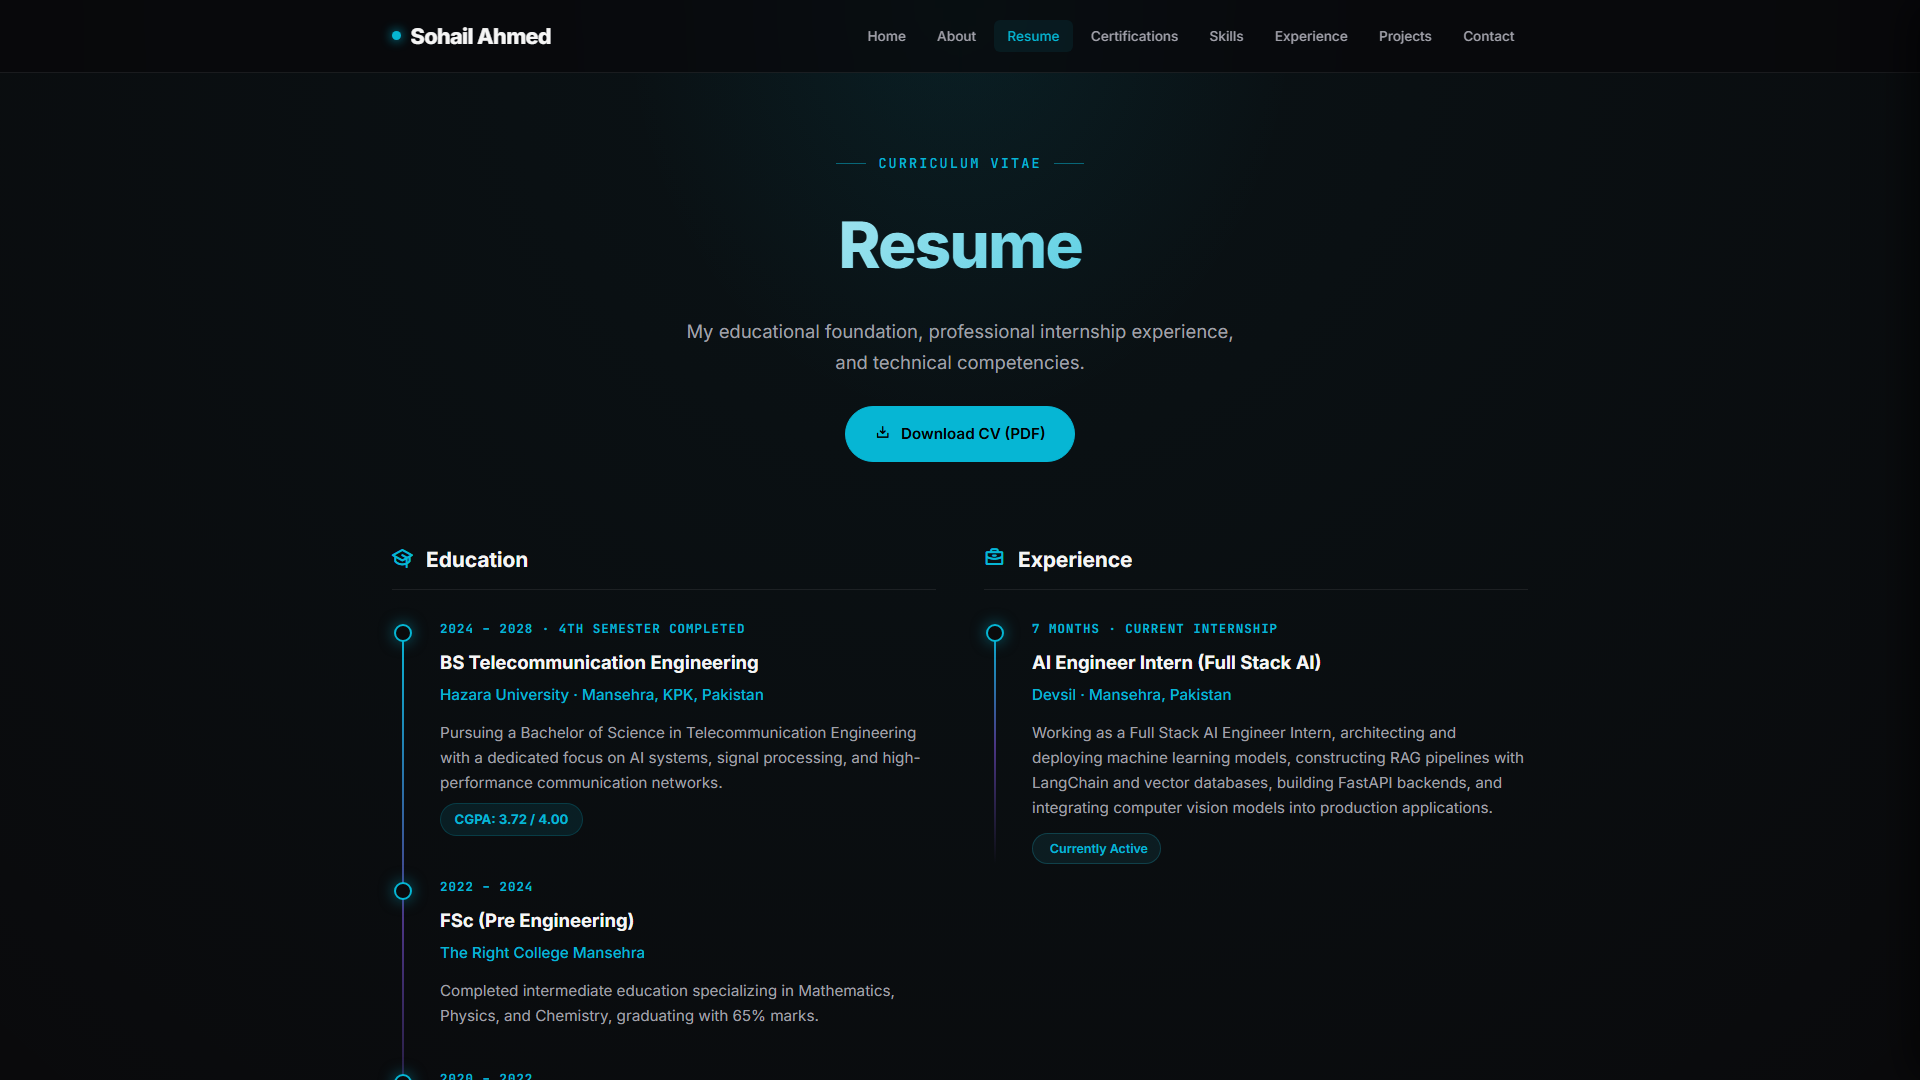 Sohail Ahmed
Home
About
Resume
Certifications
Skills
Experience
Projects
Contact
CURRICULUM VITAE
Resume
My educational foundation, professional internship experience,
and technical competencies.
Download CV (PDF)
Education
2024 – 2028 · 4TH SEMESTER COMPLETED
BS Telecommunication Engineering
Hazara University · Mansehra, KPK, Pakistan
Pursuing a Bachelor of Science in Telecommunication Engineering
with a dedicated focus on AI systems, signal processing, and high-
performance communication networks.
CGPA: 3.72 / 4.00
2022 – 2024
FSc (Pre Engineering)
The Right College Mansehra
Completed intermediate education specializing in Mathematics,
Physics, and Chemistry, graduating with 65% marks.
2020 – 2022
Experience
7 MONTHS · CURRENT INTERNSHIP
AI Engineer Intern (Full Stack AI)
Devsil · Mansehra, Pakistan
Working as a Full Stack AI Engineer Intern, architecting and
deploying machine learning models, constructing RAG pipelines with
LangChain and vector databases, building FastAPI backends, and
integrating computer vision models into production applications.
Currently Active